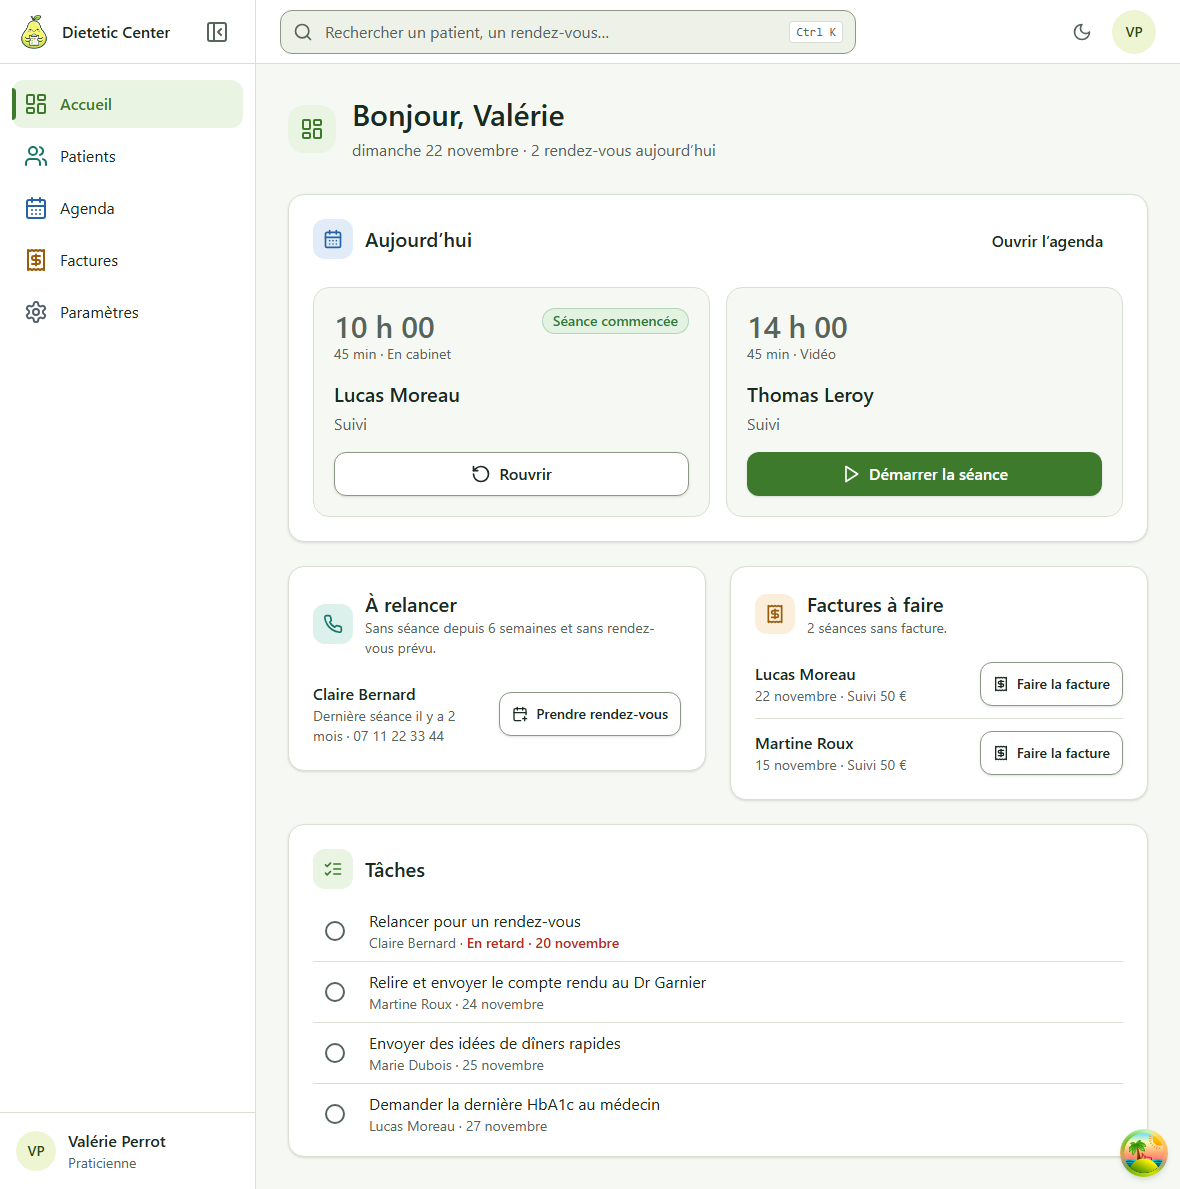 Dietetic Center
Rechercher un patient, un rendez-vous...
Ctrl K
VP
Accueil
Patients
Agenda
Factures
Paramètres
Bonjour, Valérie
dimanche 22 novembre · 2 rendez-vous aujourd’hui
Aujourd’hui
Ouvrir l’agenda
10 h 00
Séance commencée
45 min · En cabinet
Lucas Moreau
Suivi
Rouvrir
14 h 00
45 min · Vidéo
Thomas Leroy
Suivi
Démarrer la séance
À relancer
Sans séance depuis 6 semaines et sans rendez-
vous prévu.
Claire Bernard
Dernière séance il y a 2
mois · 07 11 22 33 44
Prendre rendez-vous
Factures à faire
2 séances sans facture.
Lucas Moreau
22 novembre · Suivi 50 €
Faire la facture
Martine Roux
15 novembre · Suivi 50 €
Faire la facture
Tâches
Relancer pour un rendez-vous
Claire Bernard · En retard · 20 novembre
Relire et envoyer le compte rendu au Dr Garnier
Martine Roux · 24 novembre
Envoyer des idées de dîners rapides
Marie Dubois · 25 novembre
Demander la dernière HbA1c au médecin
Lucas Moreau · 27 novembre
VP
Valérie Perrot
Praticienne